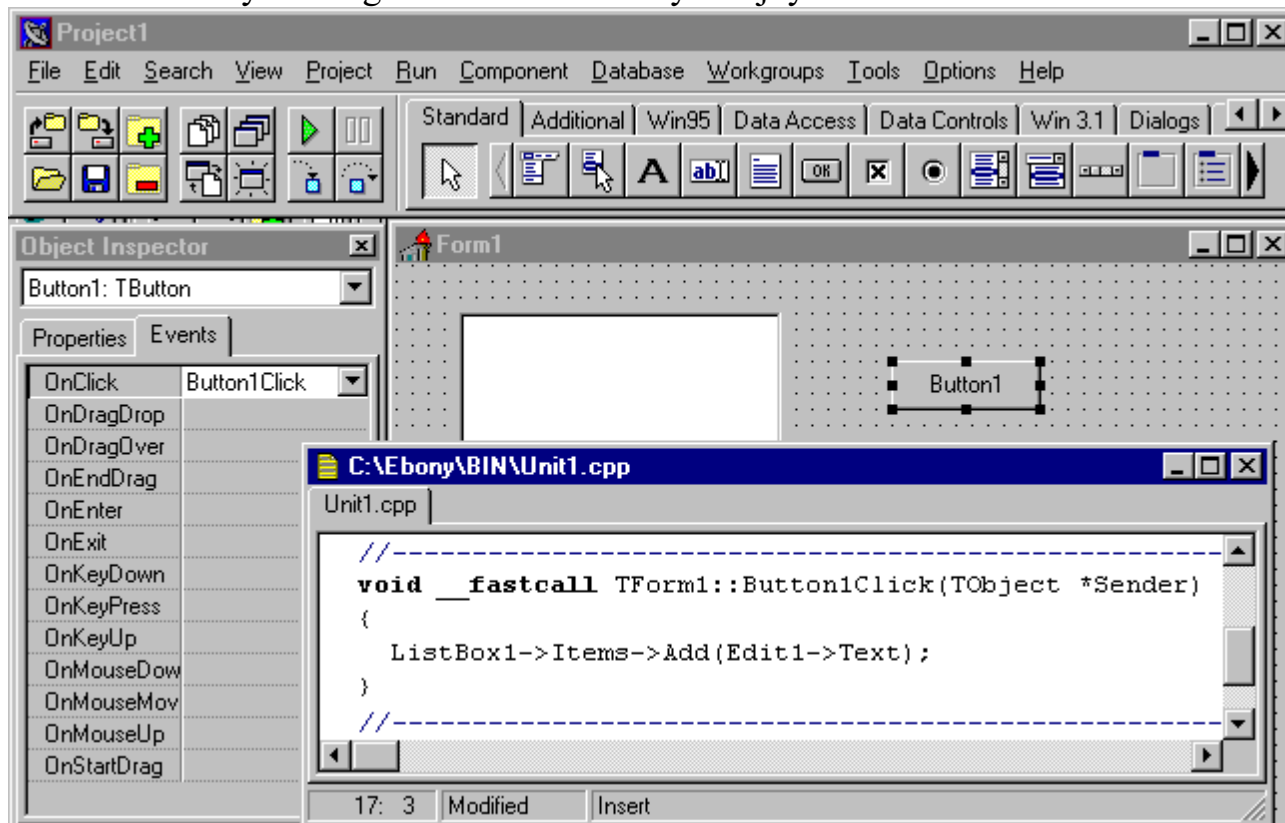 Project1
File Edit Search View Project Run Component Database Workgroups Tools Options Help
Standard Additional Win95 Data Access Data Controls Win 3.1 Dialogs
A ab OK
Object Inspector
Button1: TButton
Properties Events
OnClick Button1Click
OnDragDrop
OnDragOver
OnEndDrag
OnEnter
OnExit
OnKeyDown
OnKeyPress
OnKeyUp
OnMouseDow
OnMouseMov
OnMouseUp
OnStartDrag
Form1
Button1
C:\Ebony\BIN\Unit1.cpp
Unit1.cpp
//----------------------------------------------------
void __fastcall TForm1::Button1Click(TObject *Sender)
{
ListBox1->Items->Add(Edit1->Text);
}
//----------------------------------------------------
17: 3 Modified Insert